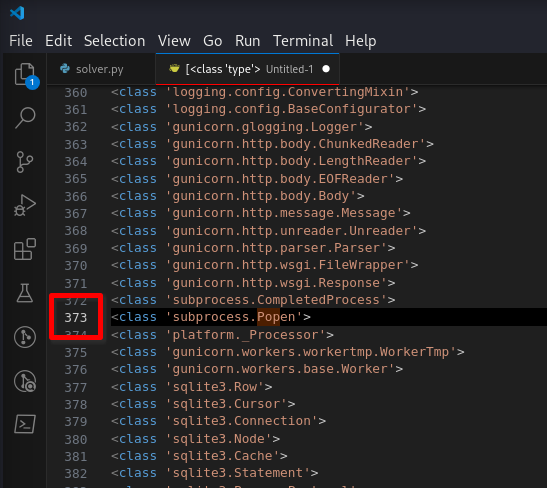 File Edit Selection View Go Run Terminal Help
solver.py [<class 'type'> Untitled-1
1
360 <class 'logging.config.ConvertingMixin'>
361 <class 'logging.config.BaseConfigurator'>
362 <class 'gunicorn.glogging.Logger'>
363 <class 'gunicorn.http.body.ChunkedReader'>
364 <class 'gunicorn.http.body.LengthReader'>
365 <class 'gunicorn.http.body.EOFReader'>
366 <class 'gunicorn.http.body.Body'>
367 <class 'gunicorn.http.message.Message'>
368 <class 'gunicorn.http.unreader.Unreader'>
369 <class 'gunicorn.http.parser.Parser'>
370 <class 'gunicorn.http.wsgi.FileWrapper'>
371 <class 'gunicorn.http.wsgi.Response'>
372 <class 'subprocess.CompletedProcess'>
373 <class 'subprocess.Popen'>
374 <class 'platform._Processor'>
375 <class 'gunicorn.workers.workertmp.WorkerTmp'>
376 <class 'gunicorn.workers.base.Worker'>
377 <class 'sqlite3.Row'>
378 <class 'sqlite3.Cursor'>
379 <class 'sqlite3.Connection'>
380 <class 'sqlite3.Node'>
381 <class 'sqlite3.Cache'>
382 <class 'sqlite3.Statement'>